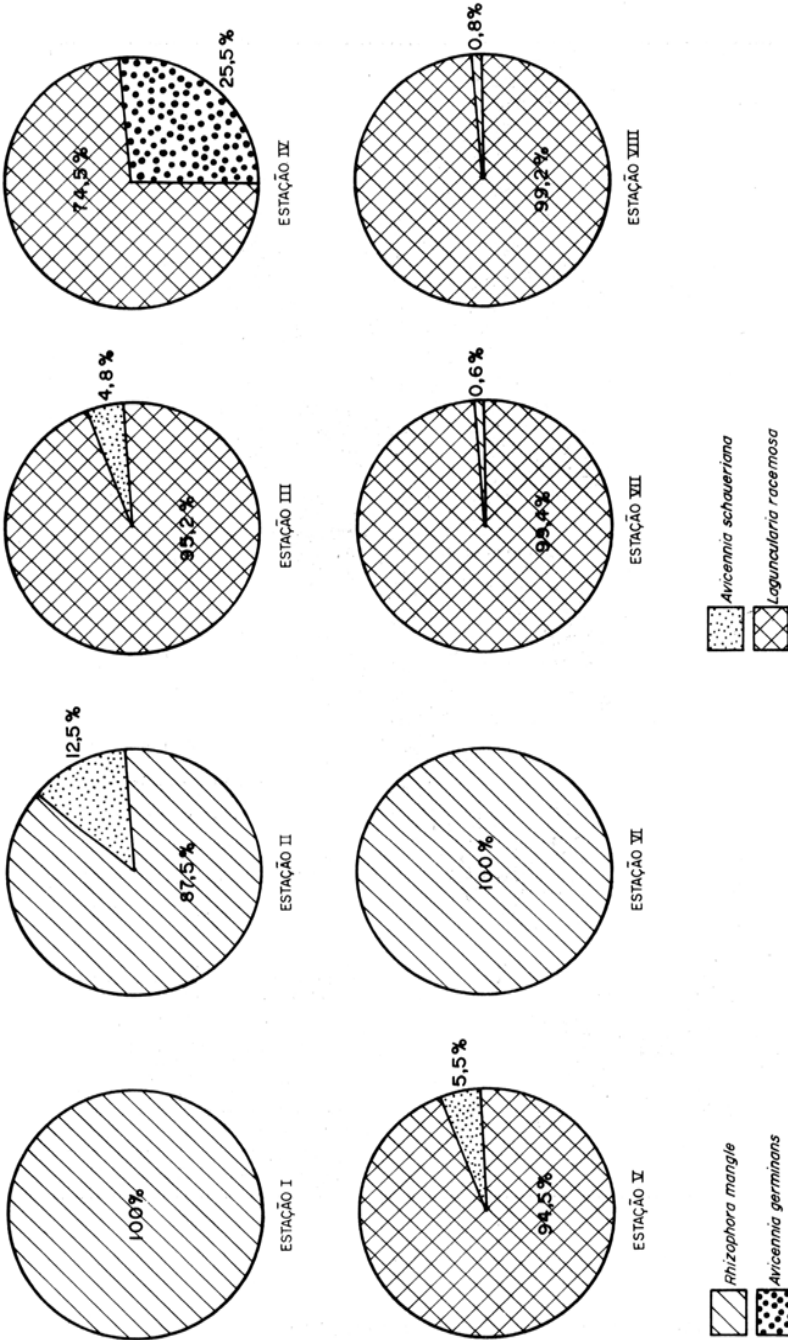 100%
ESTAÇÃO I
12,5%
87,5%
ESTAÇÃO II
4,8%
95,2%
ESTAÇÃO III
74,5%
25,5%
ESTAÇÃO IV
5,5%
94,5%
ESTAÇÃO V
100%
ESTAÇÃO VI
0,6%
99,4%
ESTAÇÃO VII
0,8%
99,2%
ESTAÇÃO VIII
Rhizophora mangle
Avicennia germinans
Avicennia schaueriana
Laguncularia racemosa